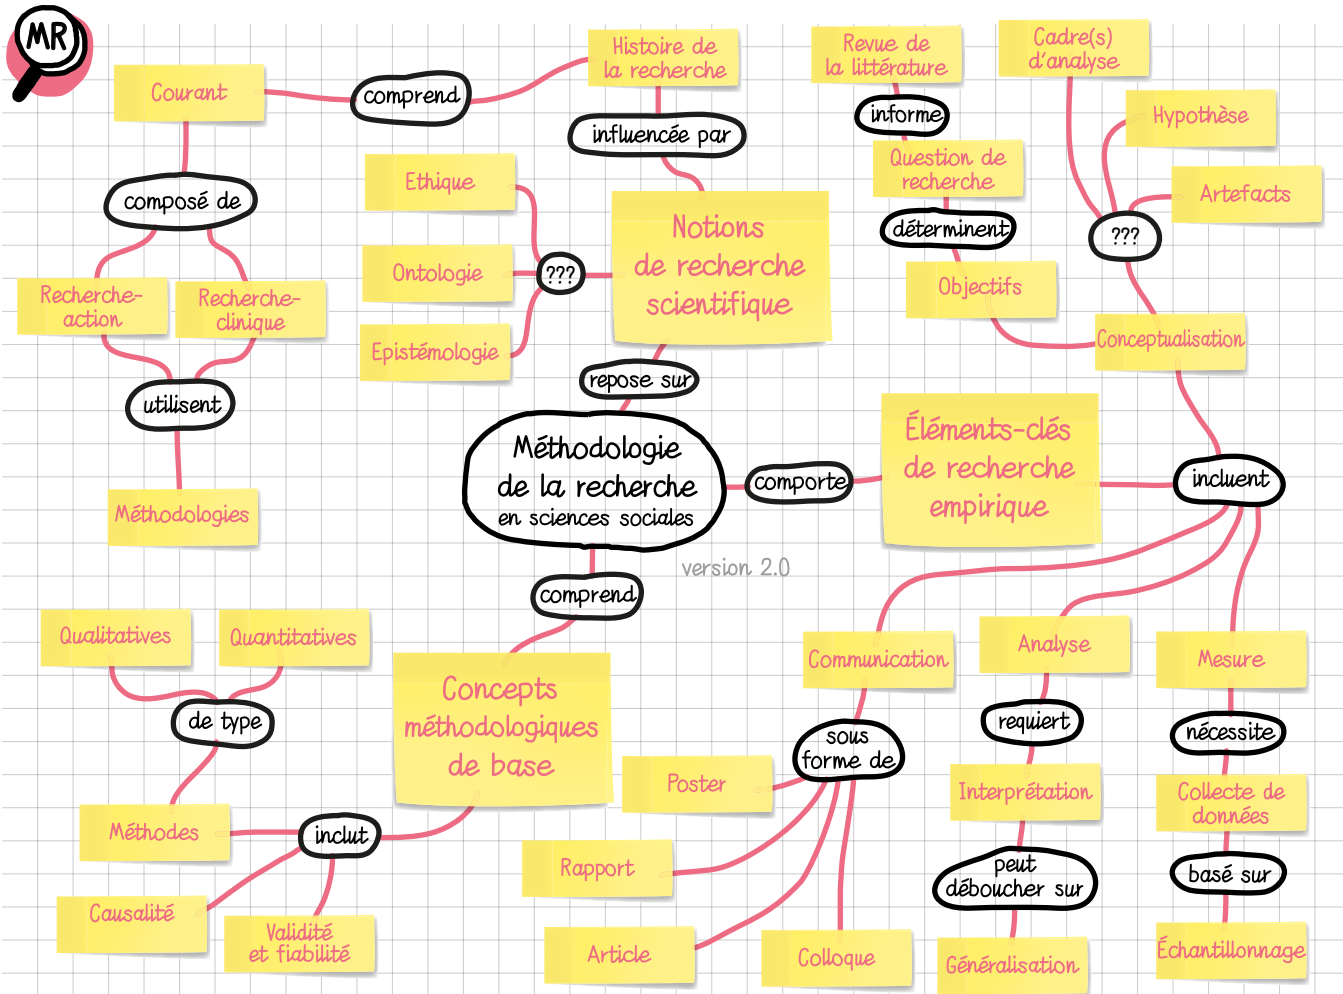 MR
Courant
comprend
Histoire de
la recherche
Revue de
la littérature
Cadre(s)
d'analyse
influencée par
informe
Hypothèse
composé de
Ethique
Question de
recherche
Artefacts
Notions
de recherche
scientifique
déterminent
???
Ontologie
???
Objectifs
Recherche-
action
Recherche-
clinique
Epistémologie
Conceptualisation
repose sur
utilisent
Méthodologie
de la recherche
en sciences sociales
comporte
Éléments-clés
de recherche
empirique
incluent
Méthodologies
version 2.0
comprend
Qualitatives
Quantitatives
Concepts
méthodologiques
de base
Communication
Analyse
Mesure
de type
sous
forme de
requiert
nécessite
Poster
Interprétation
Collecte de
données
Méthodes
inclut
Rapport
peut
déboucher sur
basé sur
Causalité
Validité
et fiabilité
Article
Colloque
Généralisation
Échantillonnage